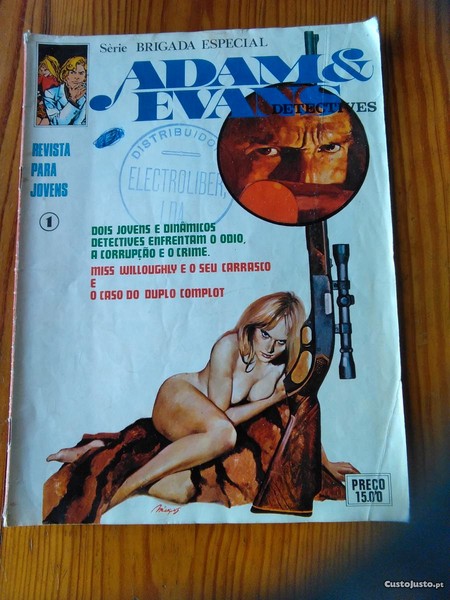 Série BRIGADA ESPECIAL
ADAM &
EVANS
DETECTIVES
REVISTA
PARA
JOVENS
1
DISTRIBUIDO
ELECTROLIBER
LDA
DOIS JOVENS E DINÂMICOS
DETECTIVES ENFRENTAM O ODIO,
A CORRUPÇÃO E O CRIME.
MISS WILLOUGHLY E O SEU CARRASCO
E
O CASO DO DUPLO COMPLOT
PREÇO
15.00
CustoJusto.pt